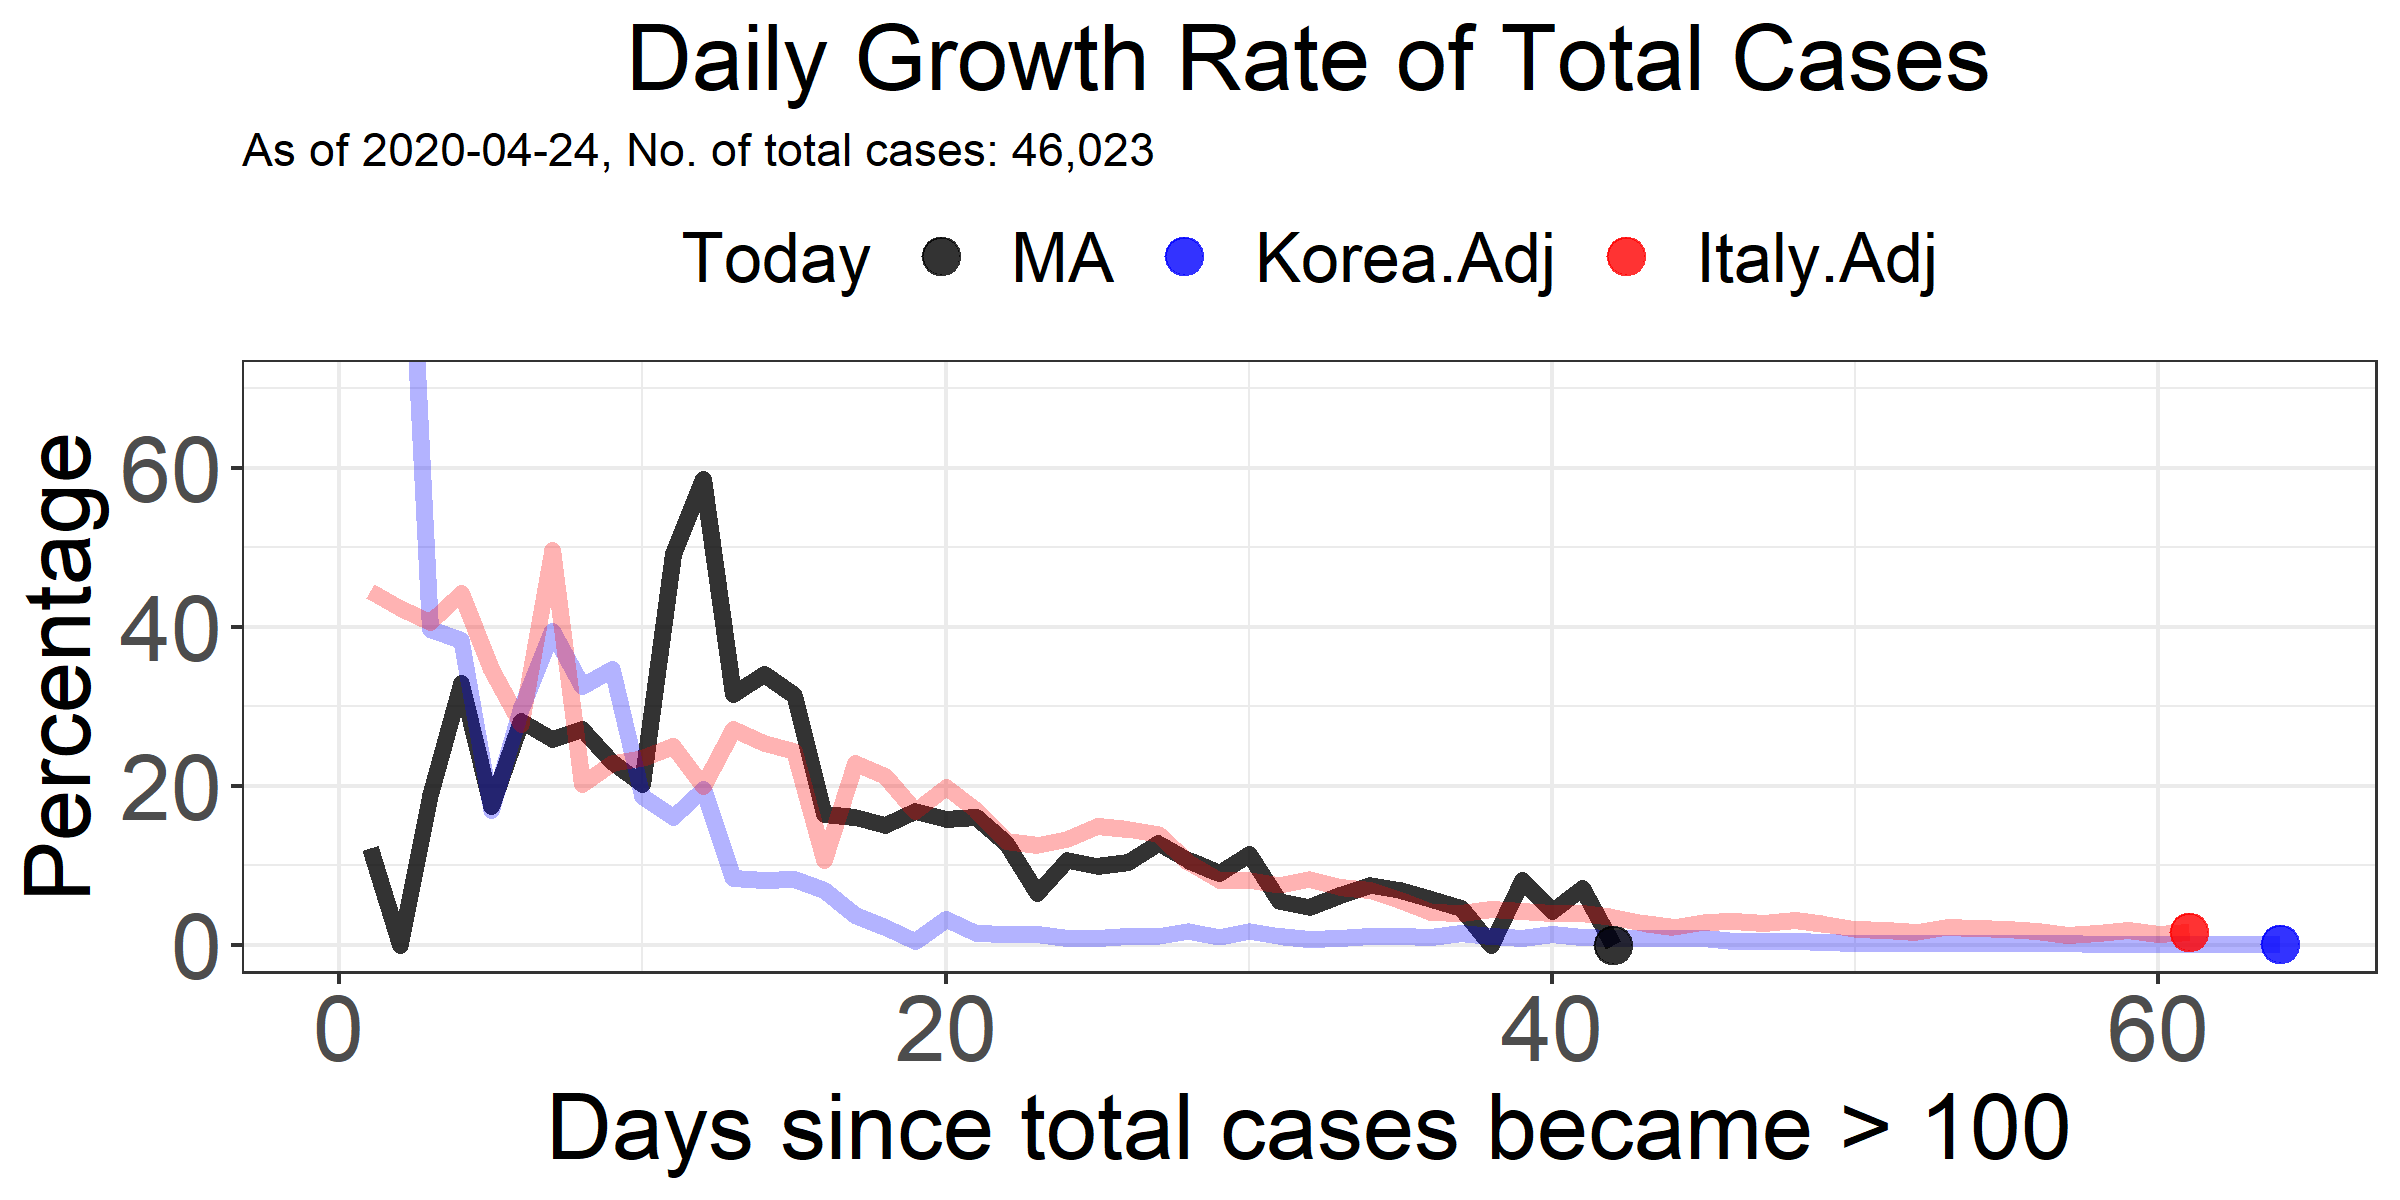 Daily Growth Rate of Total Cases
As of 2020-04-24, No. of total cases: 46,023
Today MA Korea.Adj Italy.Adj
Percentage
60
40
20
0
0 20 40 60
Days since total cases became > 100